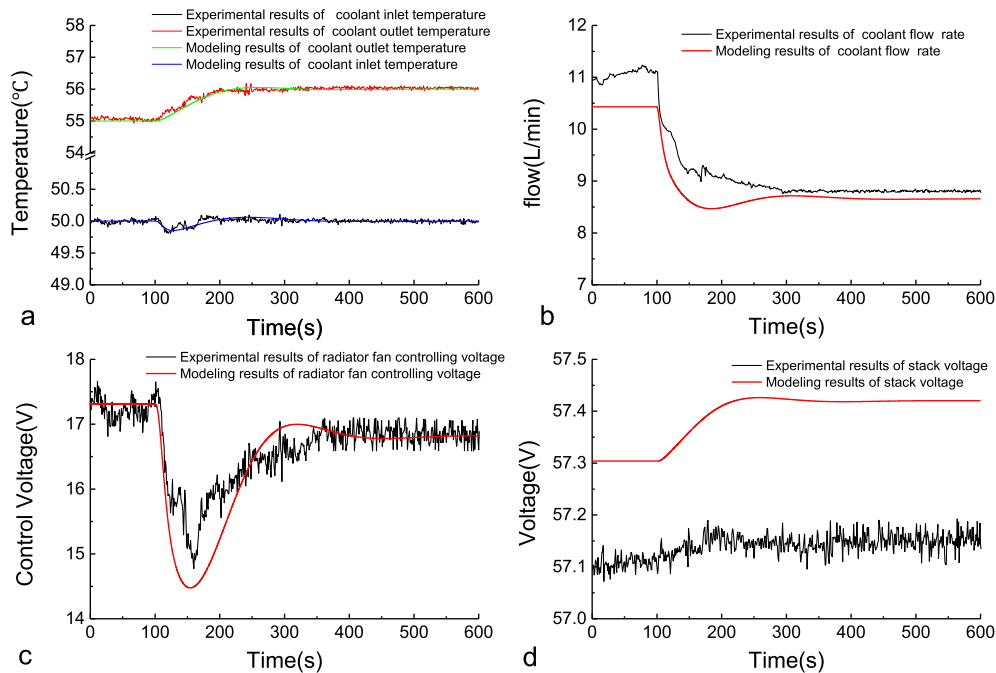 Experimental results of coolant inlet temperature
Experimental results of coolant outlet temperature
Modeling results of coolant outlet temperature
Modeling results of coolant inlet temperature
58
57
56
55
54
50.5
50.0
49.5
49.0
Temperature(℃)
0 100 200 300 400 500 600
Time(s)
a
Experimental results of coolant flow rate
Modeling results of coolant flow rate
12
11
10
9
8
7
flow(L/min)
0 100 200 300 400 500 600
Time(s)
b
Experimental results of radiator fan controlling voltage
Modeling results of radiator fan controlling voltage
18
17
16
15
14
Control Voltage(V)
0 100 200 300 400 500 600
Time(s)
c
Experimental results of stack voltage
Modeling results of stack voltage
57.5
57.4
57.3
57.2
57.1
57.0
Voltage(V)
0 100 200 300 400 500 600
Time(s)
d